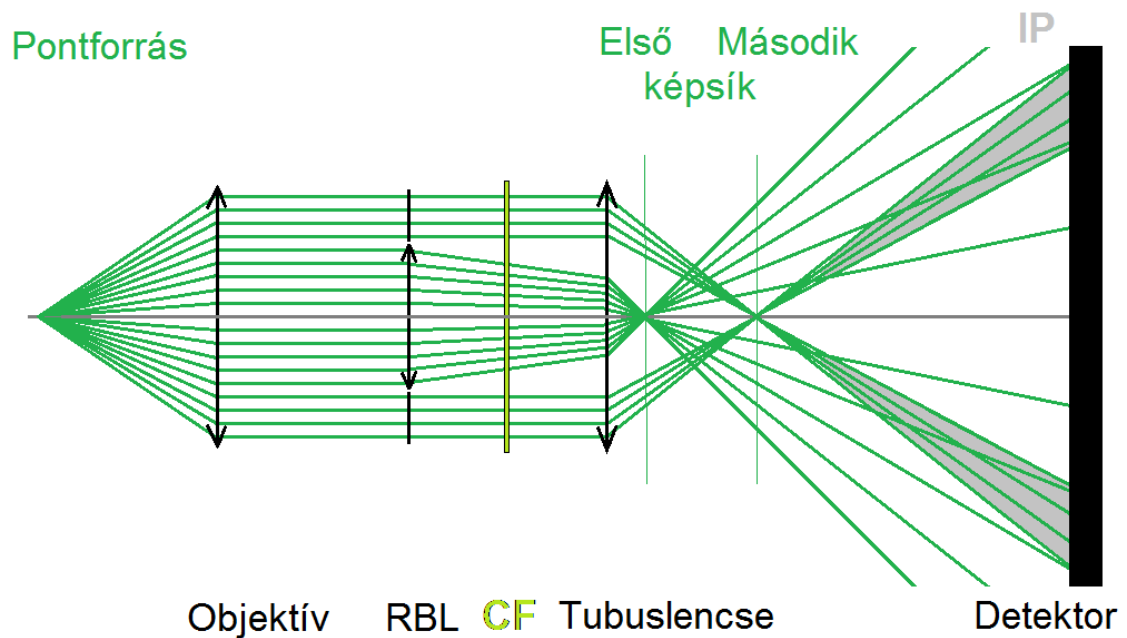 IP
Pontforrás
Első Második
képsík
Objektív RBL CF Tubuslencse Detektor